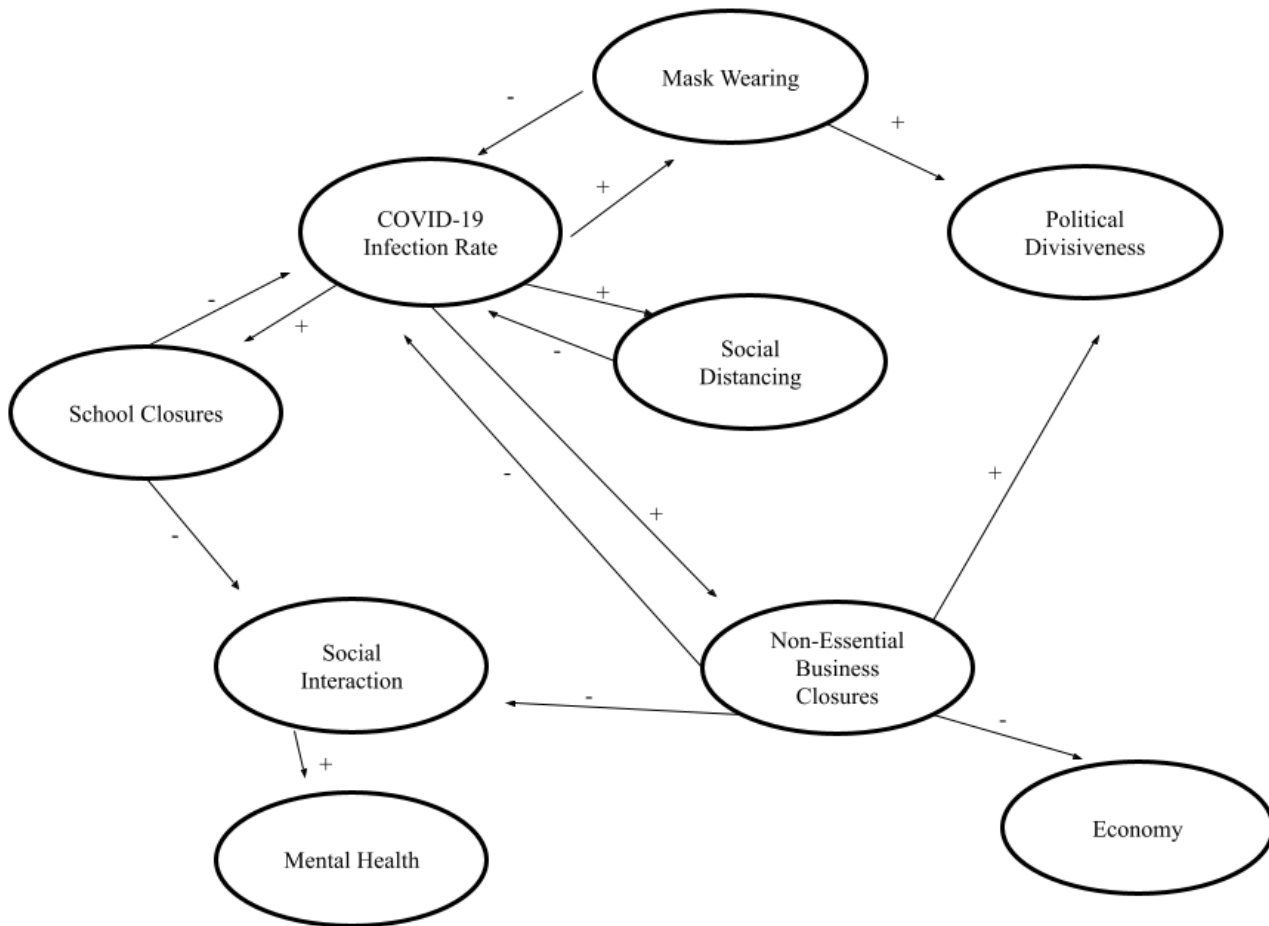 Mask Wearing
-
+
COVID-19
Infection Rate
+
Political
Divisiveness
-
+
+
-
Social
Distancing
School Closures
-
+
-
+
-
Social
Interaction
Non-Essential
Business
Closures
-
-
+
Mental Health
Economy